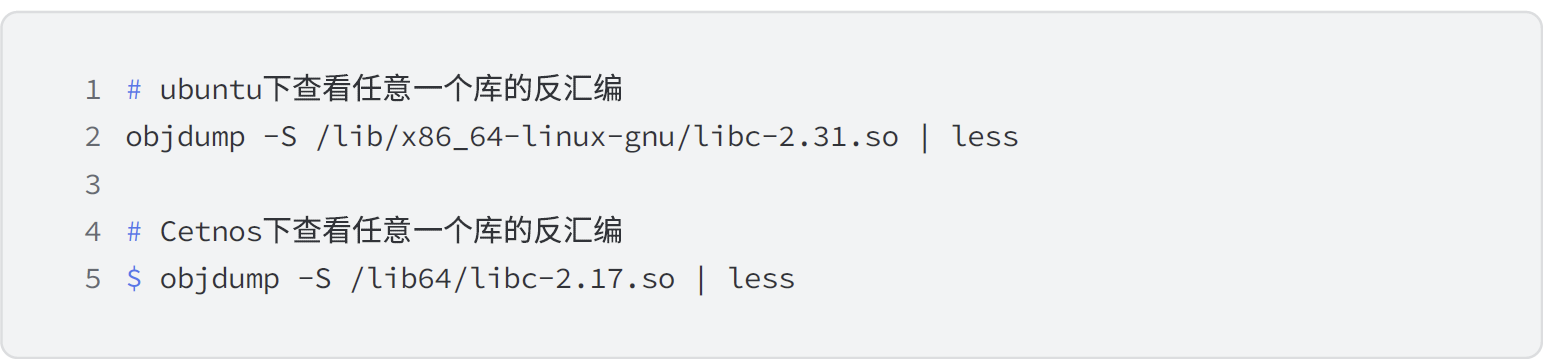 1 # ubuntu下查看任意一个库的反汇编
2 objdump -S /lib/x86_64-linux-gnu/libc-2.31.so | less
3
4 # Cetnos下查看任意一个库的反汇编
5 $ objdump -S /lib64/libc-2.17.so | less